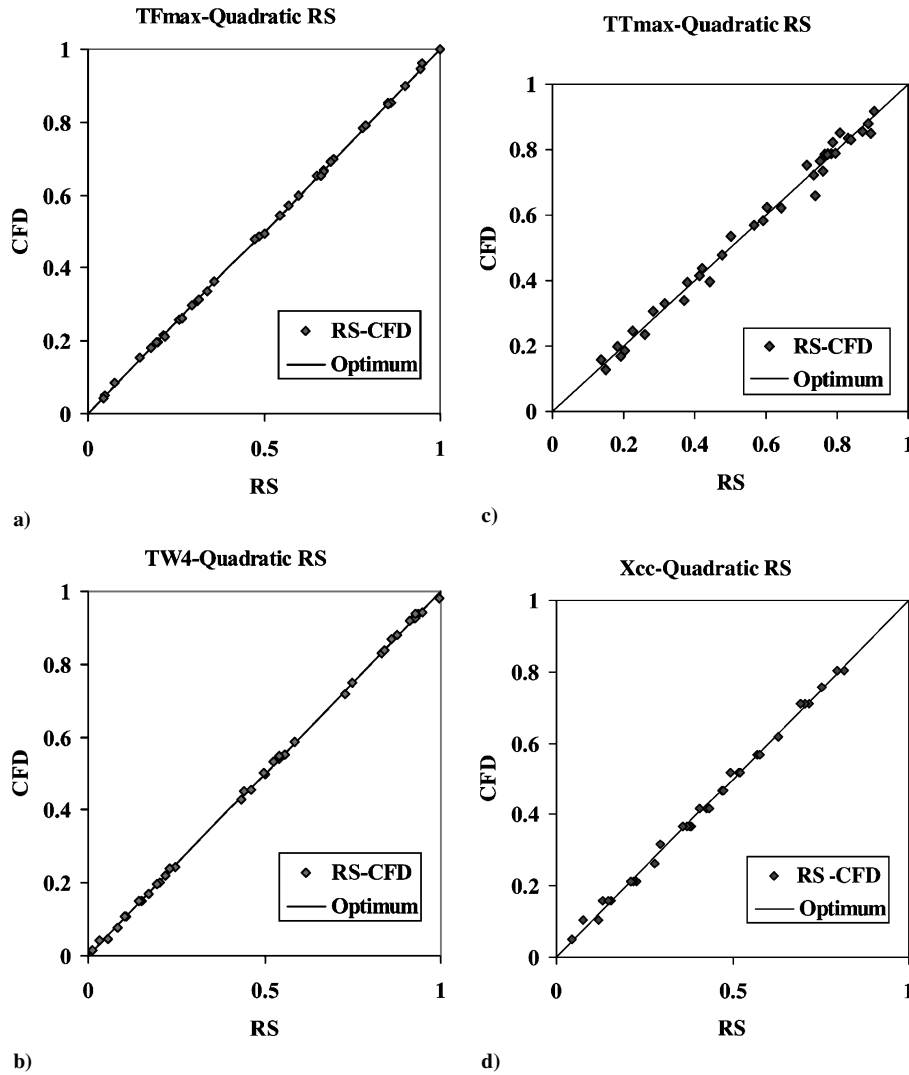 TFmax-Quadratic RS
1
0.8
0.6
0.4
0.2
0
CFD
RS-CFD
Optimum
0
0.5
1
RS
a)
TTmax-Quadratic RS
1
0.8
0.6
0.4
0.2
0
CFD
RS-CFD
Optimum
0
0.2
0.4
0.6
0.8
1
RS
c)
TW4-Quadratic RS
1
0.8
0.6
0.4
0.2
0
CFD
RS-CFD
Optimum
0
0.5
1
RS
b)
Xcc-Quadratic RS
1
0.8
0.6
0.4
0.2
0
CFD
RS -CFD
Optimum
0
0.5
1
RS
d)